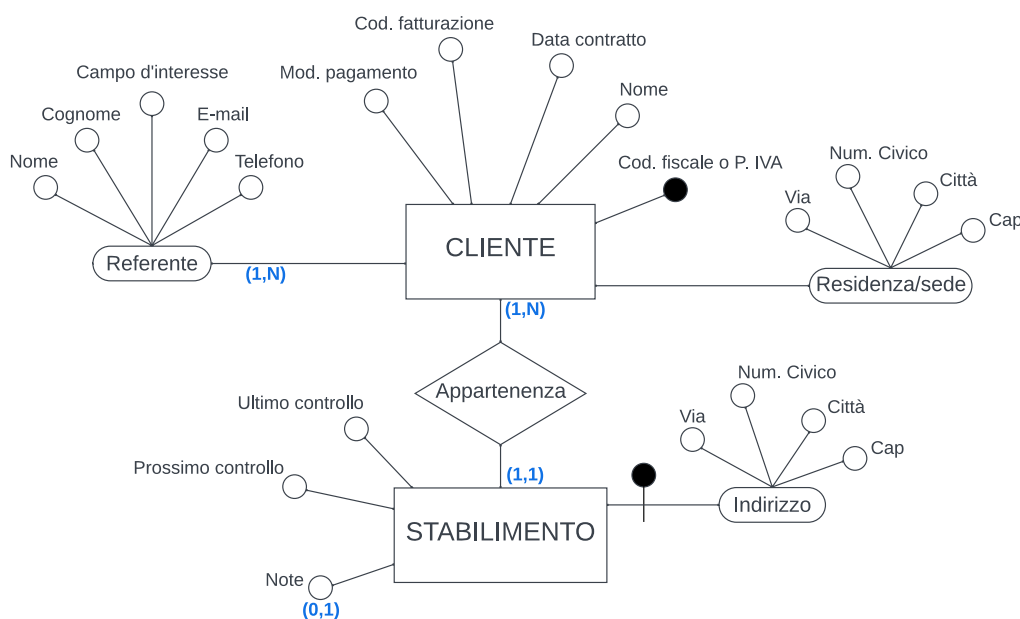 Cod. fatturazione
Data contratto
Mod. pagamento
Nome
Campo d'interesse
Cognome
E-mail
Nome
Telefono
Cod. fiscale o P. IVA
Num. Civico
Via
Città
Cap
Referente
(1,N)
CLIENTE
Residenza/sede
(1,N)
Appartenenza
(1,1)
Ultimo controllo
Prossimo controllo
STABILIMENTO
Note
(0,1)
Num. Civico
Via
Città
Cap
Indirizzo